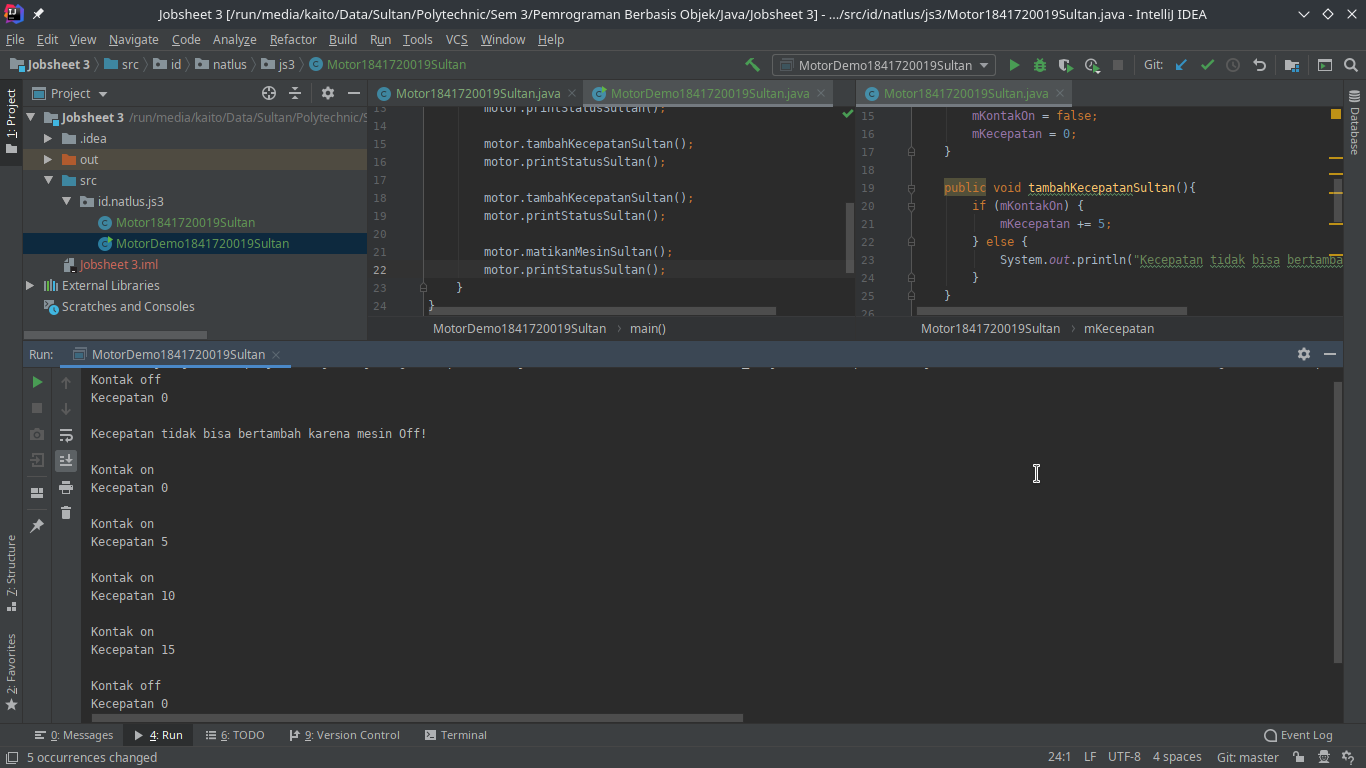 Jobsheet 3 [/run/media/kaito/Data/Sultan/Polytechnic/Sem 3/Pemrograman Berbasis Objek/Java/Jobsheet 3] - .../src/id/natlus/js3/Motor1841720019Sultan.java - IntelliJ IDEA
File Edit View Navigate Code Analyze Refactor Build Run Tools VCS Window Help
Jobsheet 3 src id natlus js3 Motor1841720019Sultan
MotorDemo1841720019Sultan
Git:
1: Project
7: Structure
2: Favorites
Database
Project
Jobsheet 3 /run/media/kaito/Data/Sultan/Polytechnic/S
.idea
out
src
id.natlus.js3
Motor1841720019Sultan
MotorDemo1841720019Sultan
Jobsheet 3.iml
External Libraries
Scratches and Consoles
Motor1841720019Sultan.java
MotorDemo1841720019Sultan.java
13 motor.printStatusSultan();
14
15 motor.tambahKecepatanSultan();
16 motor.printStatusSultan();
17
18 motor.tambahKecepatanSultan();
19 motor.printStatusSultan();
20
21 motor.matikanMesinSultan();
22 motor.printStatusSultan();
23 }
24 }
MotorDemo1841720019Sultan › main()
Motor1841720019Sultan.java
15 mKontakOn = false;
16 mKecepatan = 0;
17 }
18
19 public void tambahKecepatanSultan(){
20 if (mKontakOn) {
21 mKecepatan += 5;
22 } else {
23 System.out.println("Kecepatan tidak bisa bertamba
24 }
25 }
26
Motor1841720019Sultan › mKecepatan
Run: MotorDemo1841720019Sultan
Kontak off
Kecepatan 0
Kecepatan tidak bisa bertambah karena mesin Off!
Kontak on
Kecepatan 0
Kontak on
Kecepatan 5
Kontak on
Kecepatan 10
Kontak on
Kecepatan 15
Kontak off
Kecepatan 0
0: Messages 4: Run 6: TODO 9: Version Control Terminal Event Log
5 occurrences changed 24:1 LF UTF-8 4 spaces Git: master